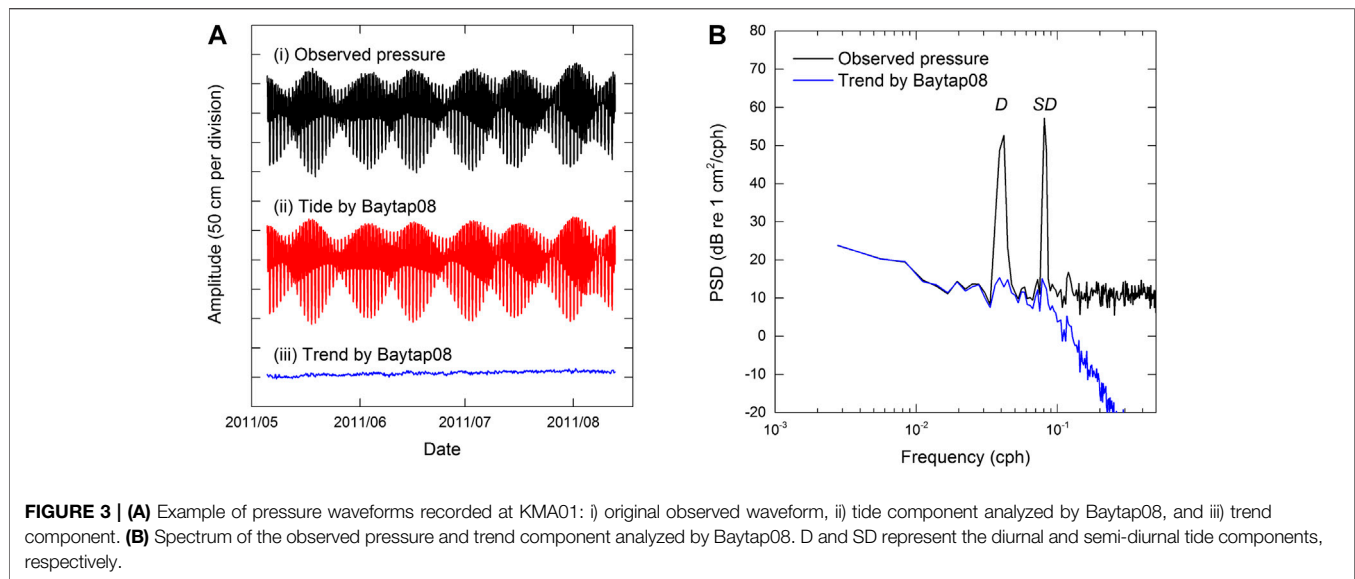 A
(i) Observed pressure
(ii) Tide by Baytap08
(iii) Trend by Baytap08
Amplitude (50 cm per division)
2011/05 2011/06 2011/07 2011/08
Date
B
Observed pressure
Trend by Baytap08
D SD
PSD (dB re 1 cm²/cph)
80
70
60
50
40
30
20
10
0
-10
-20
10⁻³ 10⁻² 10⁻¹
Frequency (cph)
FIGURE 3 | (A) Example of pressure waveforms recorded at KMA01: i) original observed waveform, ii) tide component analyzed by Baytap08, and iii) trend
component. (B) Spectrum of the observed pressure and trend component analyzed by Baytap08. D and SD represent the diurnal and semi-diurnal tide components,
respectively.